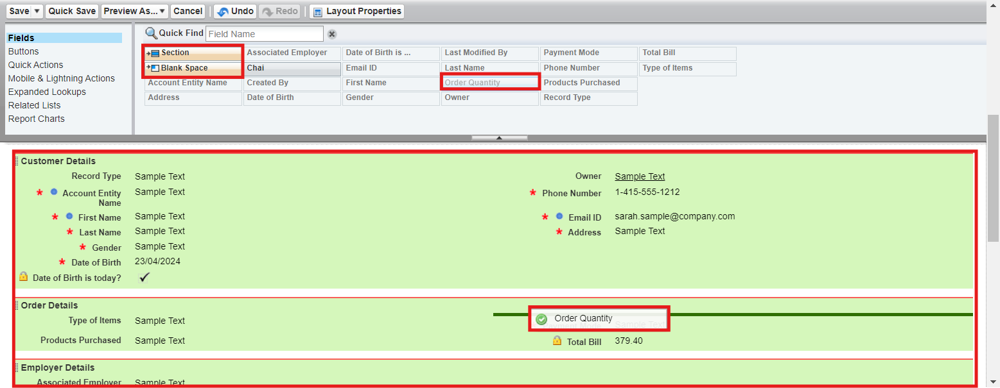 Save Quick Save Preview As... Cancel Undo Redo Layout Properties
Fields
Buttons
Quick Actions
Mobile & Lightning Actions
Expanded Lookups
Related Lists
Report Charts
Quick Find Field Name
Section Associated Employer Date of Birth is ... Last Modified By Payment Mode Total Bill
Blank Space Chai Email ID Last Name Phone Number Type of Items
Account Entity Name Created By First Name Order Quantity Products Purchased
Address Date of Birth Gender Owner Record Type
Customer Details
Record Type Sample Text Owner Sample Text
* Account Entity Name Sample Text * Phone Number 1-415-555-1212
* First Name Sample Text * Email ID sarah.sample@company.com
* Last Name Sample Text * Address Sample Text
* Gender Sample Text
* Date of Birth 23/04/2024
Date of Birth is today?
Order Details
Order Quantity
Type of Items Sample Text Payment Mode Sample Text
Products Purchased Sample Text Total Bill 379.40
Employer Details
Associated Employer Sample Text